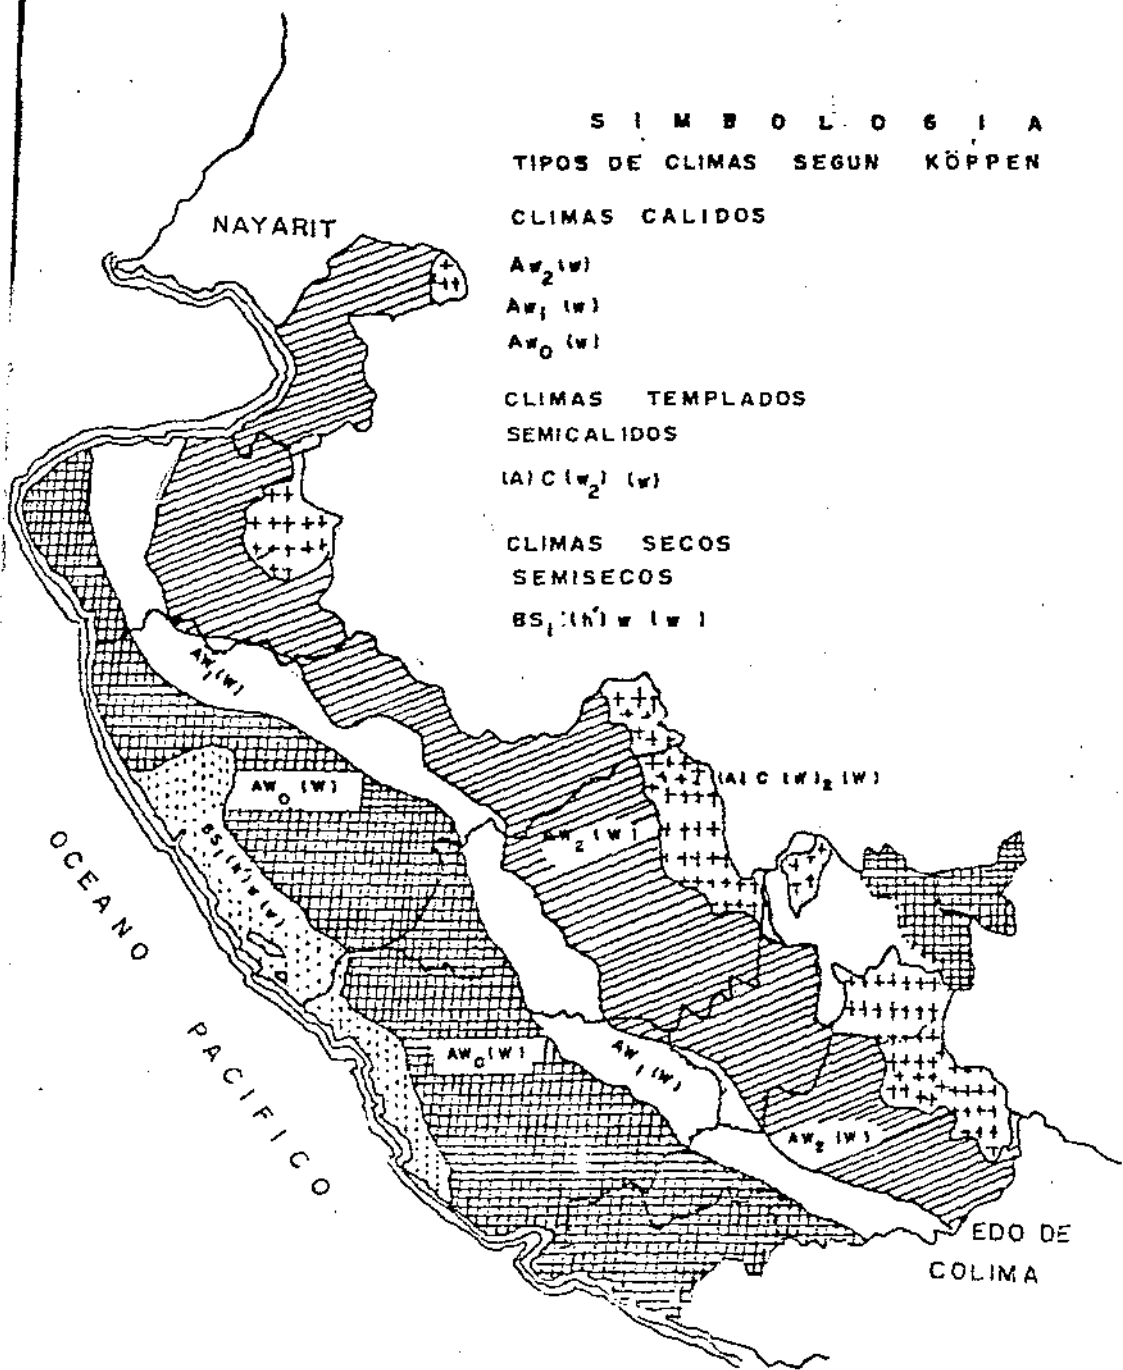 S I M B O L O G I A
TIPOS DE CLIMAS SEGUN KÖPPEN
NAYARIT
CLIMAS CALIDOS
Aw2(w)
Aw1 (w)
Aw0 (w)
CLIMAS TEMPLADOS
SEMICALIDOS
(A) C (w2) (w)
CLIMAS SECOS
SEMISECOS
BS1 (h') w (w)
AW1(W)
AW0 (W)
(A) C (W)2 (W)
AW2 (W)
BS1(h')w(w)
OCEANO PACIFICO
AW0(W)
AW1(W)
AW2(W)
EDO DE
COLIMA